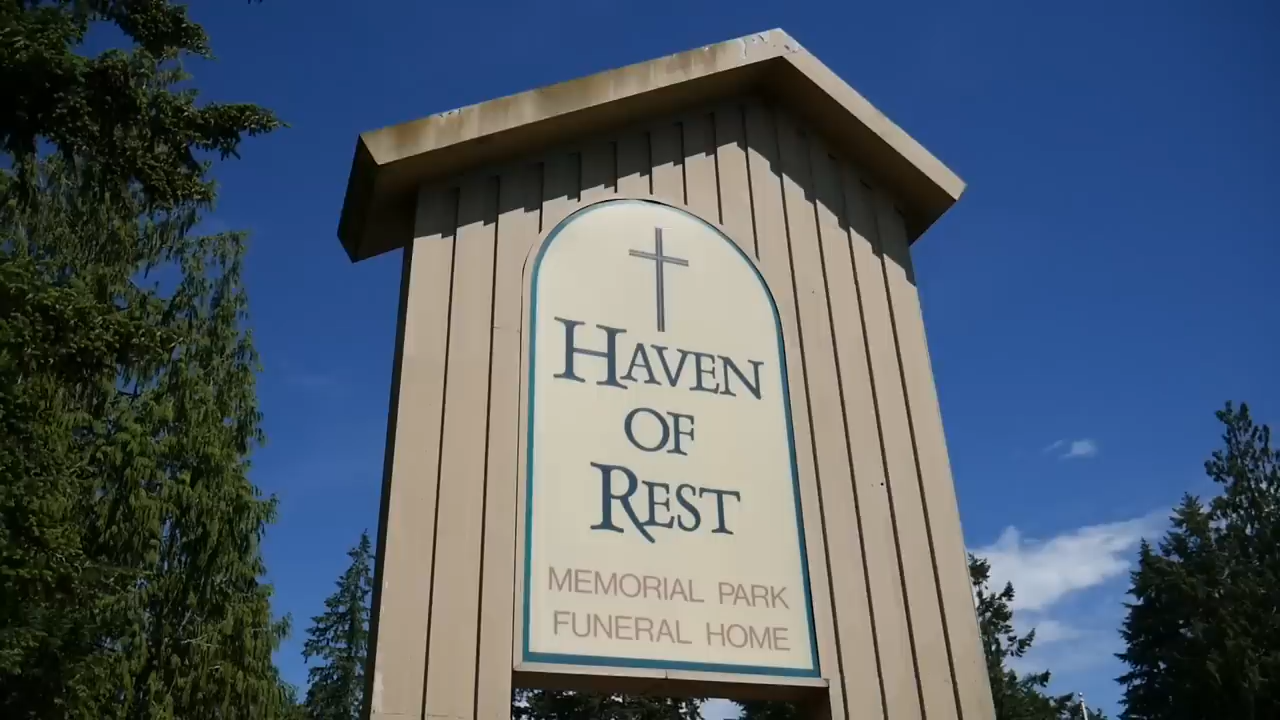 HAVEN
OF
REST
MEMORIAL PARK
FUNERAL HOME